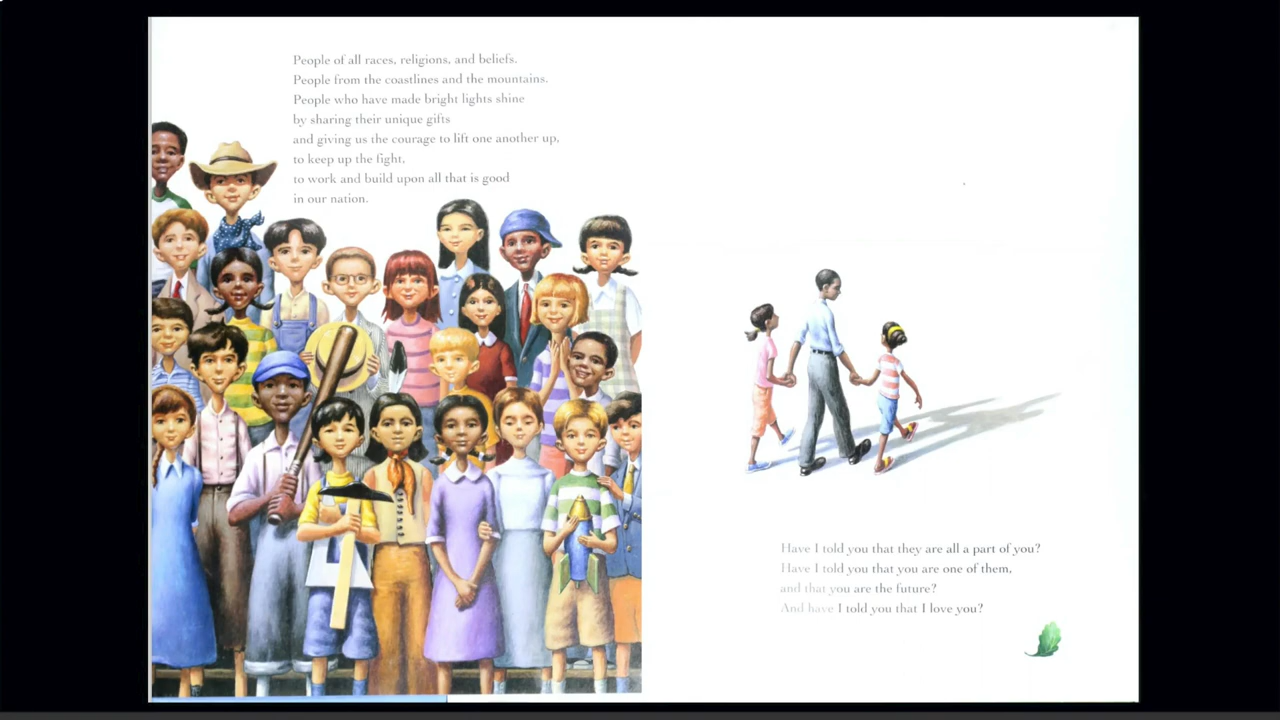 People of all races, religions, and beliefs.
People from the coastlines and the mountains.
People who have made bright lights shine
by sharing their unique gifts
and giving us the courage to lift one another up,
to keep up the fight,
to work and build upon all that is good
in our nation.
Have I told you that they are all a part of you?
Have I told you that you are one of them,
and that you are the future?
And have I told you that I love you?